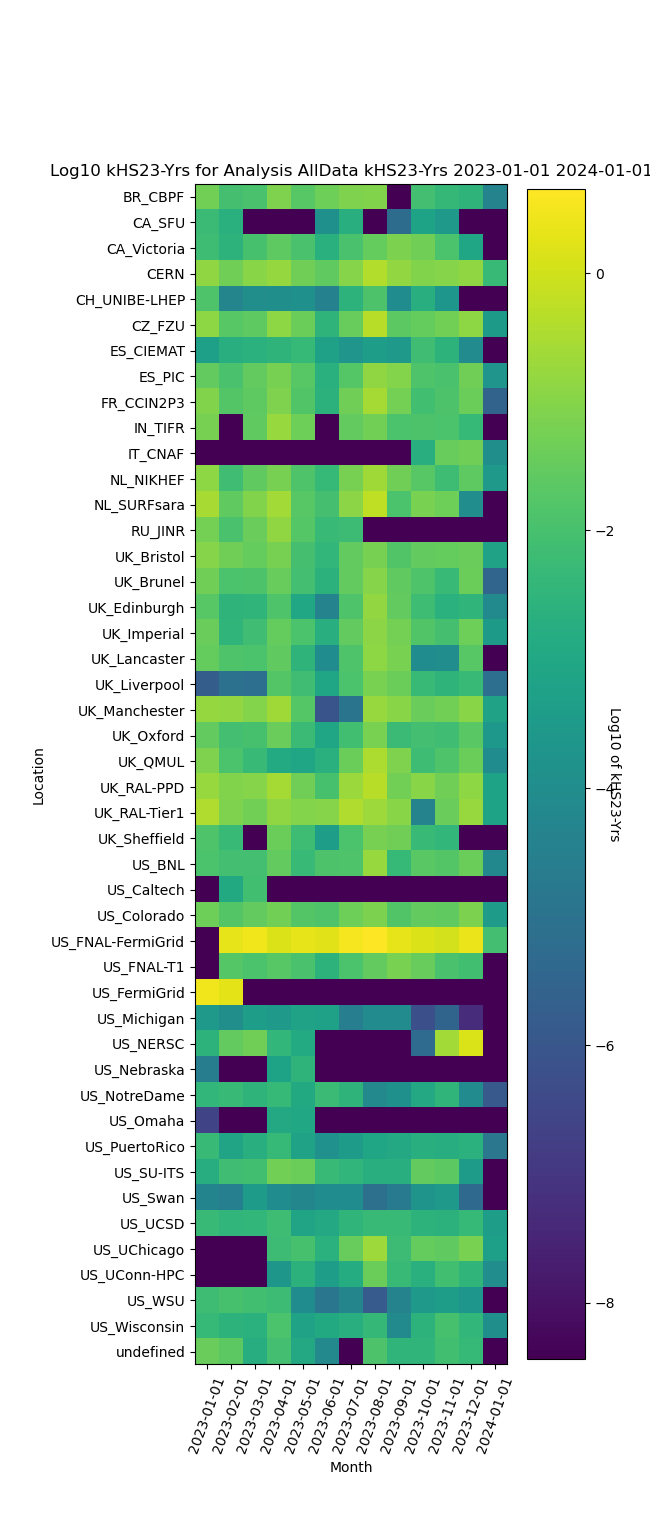 Log10 kHS23-Yrs for Analysis AllData kHS23-Yrs 2023-01-01 2024-01-01
BR_CBPF
CA_SFU
CA_Victoria
CERN
CH_UNIBE-LHEP
CZ_FZU
ES_CIEMAT
ES_PIC
FR_CCIN2P3
IN_TIFR
IT_CNAF
NL_NIKHEF
NL_SURFsara
RU_JINR
UK_Bristol
UK_Brunel
UK_Edinburgh
UK_Imperial
UK_Lancaster
UK_Liverpool
UK_Manchester
UK_Oxford
UK_QMUL
UK_RAL-PPD
UK_RAL-Tier1
UK_Sheffield
US_BNL
US_Caltech
US_Colorado
US_FNAL-FermiGrid
US_FNAL-T1
US_FermiGrid
US_Michigan
US_NERSC
US_Nebraska
US_NotreDame
US_Omaha
US_PuertoRico
US_SU-ITS
US_Swan
US_UCSD
US_UChicago
US_UConn-HPC
US_WSU
US_Wisconsin
undefined
Location
2023-01-01
2023-02-01
2023-03-01
2023-04-01
2023-05-01
2023-06-01
2023-07-01
2023-08-01
2023-09-01
2023-10-01
2023-11-01
2023-12-01
2024-01-01
Month
0
−2
−4
−6
−8
Log10 of kHS23-Yrs